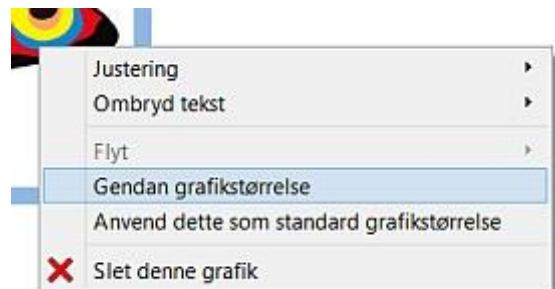 Justering
Ombryd tekst
Flyt
Gendan grafikstørrelse
Anvend dette som standard grafikstørrelse
Slet denne grafik